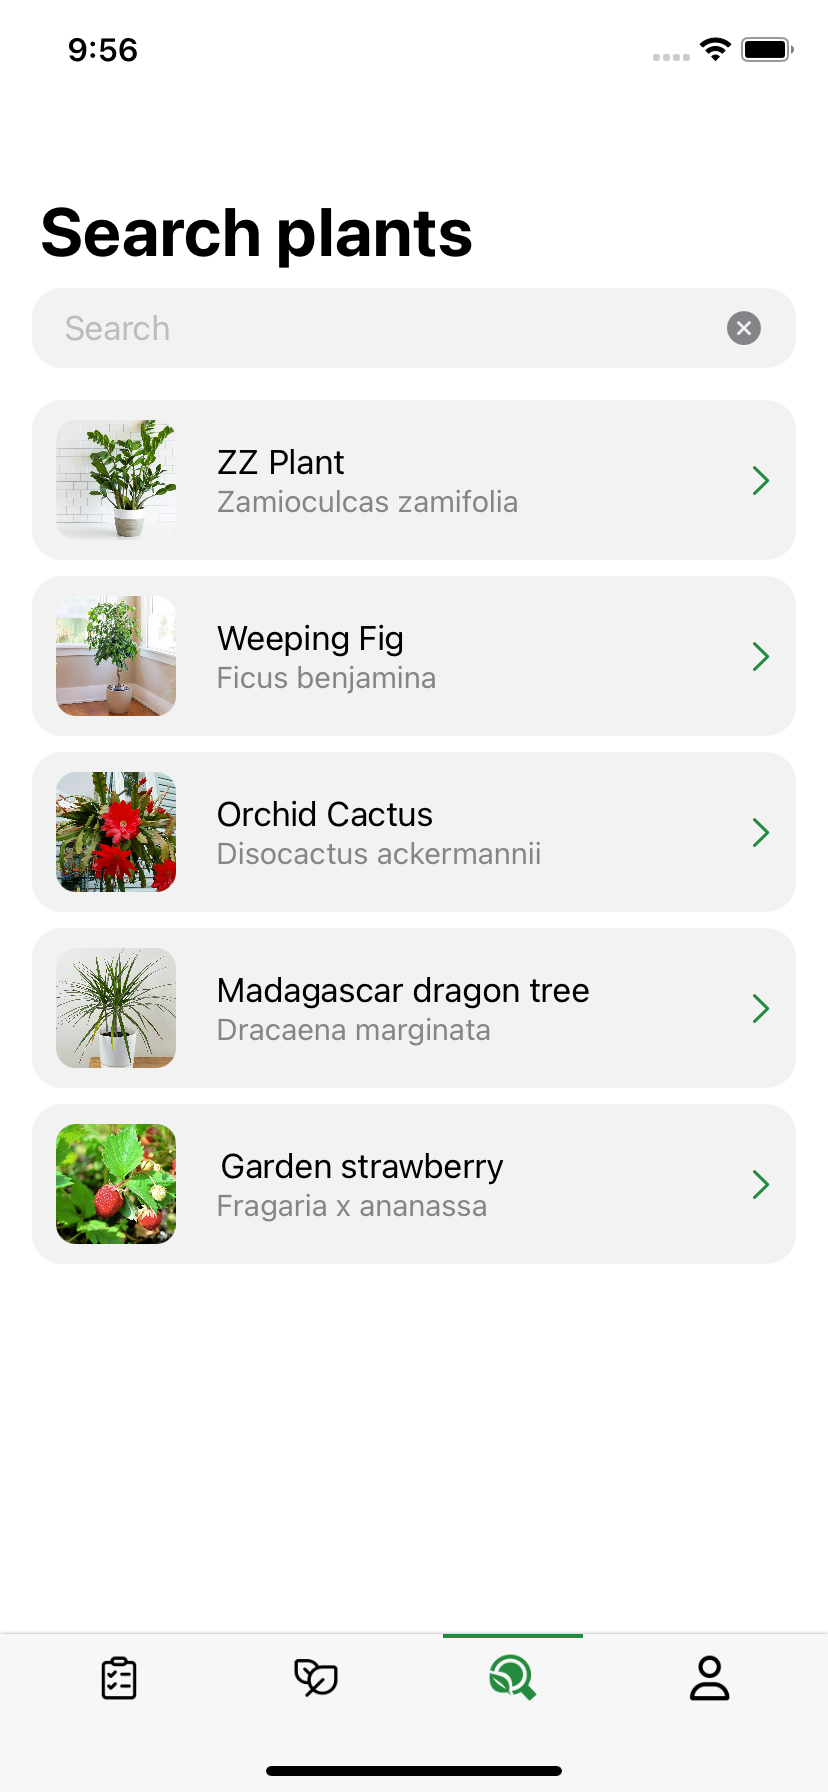 9:56
Search plants
Search
ZZ Plant
Zamioculcas zamifolia
Weeping Fig
Ficus benjamina
Orchid Cactus
Disocactus ackermannii
Madagascar dragon tree
Dracaena marginata
Garden strawberry
Fragaria x ananassa